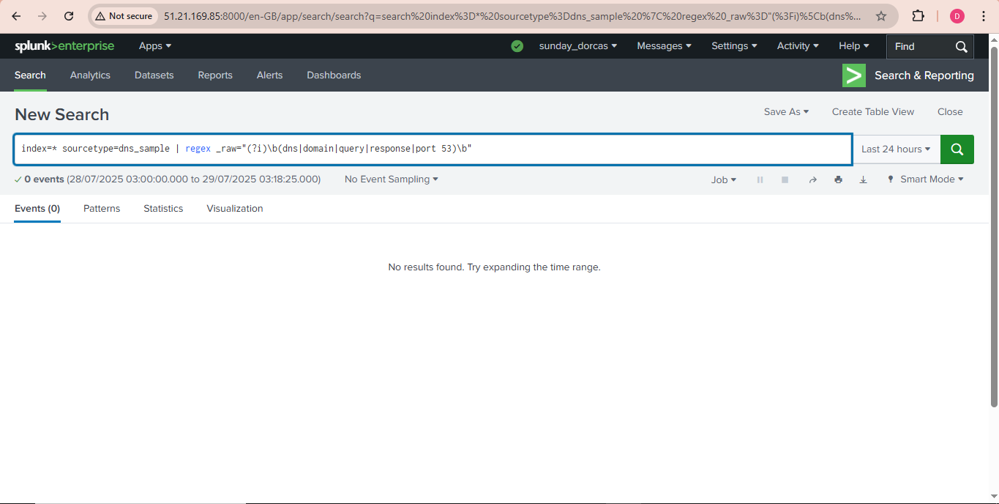 Not secure 51.21.169.85:8000/en-GB/app/search/search?q=search%20index%3D*%20sourcetype%3Ddns_sample%20%7C%20regex%20_raw%3D"(%3Fi)%5Cb(dns%... D
splunk>enterprise Apps sunday_dorcas Messages Settings Activity Help Find
Search Analytics Datasets Reports Alerts Dashboards > Search & Reporting
New Search Save As Create Table View Close
index=* sourcetype=dns_sample | regex _raw="(?i)\b(dns|domain|query|response|port 53)\b" Last 24 hours
✓ 0 events (28/07/2025 03:00:00.000 to 29/07/2025 03:18:25.000) No Event Sampling Job Smart Mode
Events (0) Patterns Statistics Visualization
No results found. Try expanding the time range.